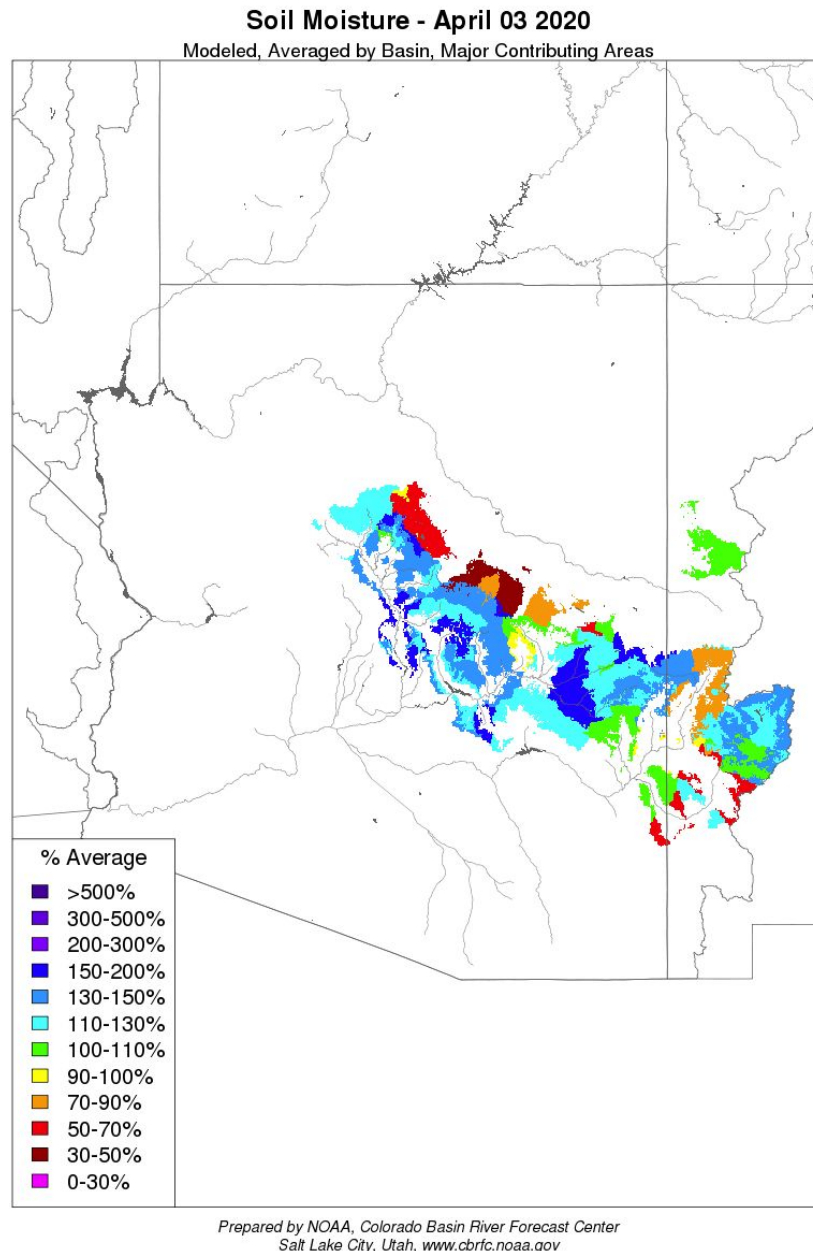 Soil Moisture - April 03 2020
Modeled, Averaged by Basin, Major Contributing Areas
% Average
>500%
300-500%
200-300%
150-200%
130-150%
110-130%
100-110%
90-100%
70-90%
50-70%
30-50%
0-30%
Prepared by NOAA, Colorado Basin River Forecast Center
Salt Lake City, Utah, www.cbrfc.noaa.gov